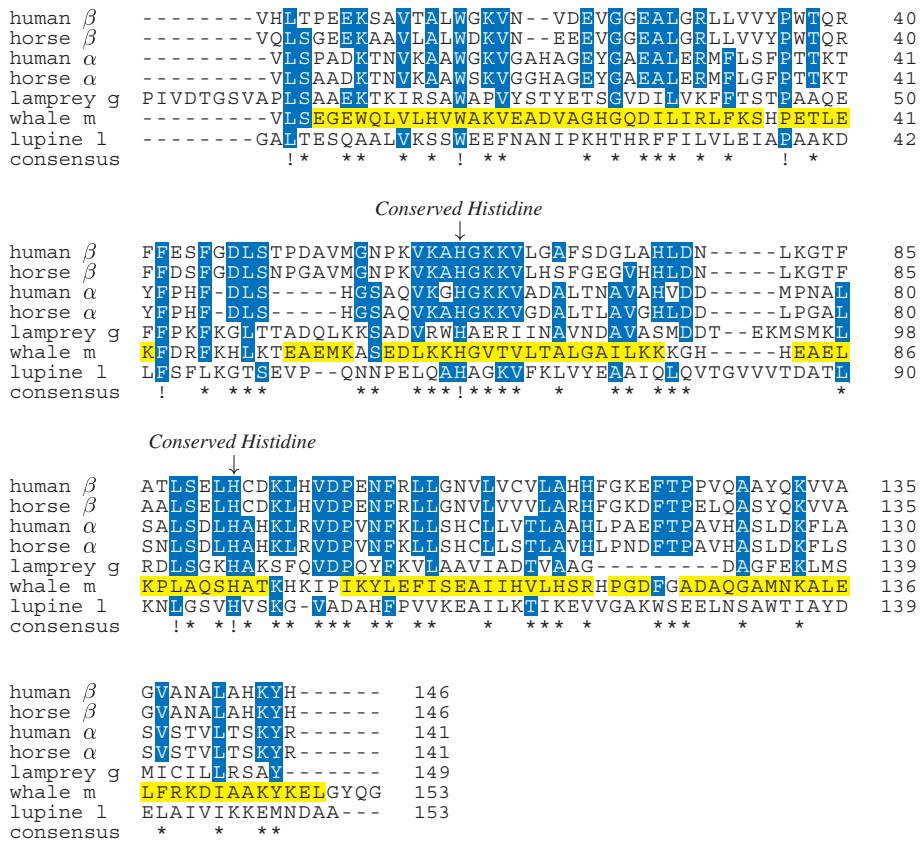 human β --------VHLTPEEKSAVTALWGKVN--VDEVGGEALGRLLVVYPWTQR 40
horse β --------VQLSGEEKAAVLALWDKVN--EEEVGGEALGRLLVVYPWTQR 40
human α ---------VLSPADKTNVKAAWGKVGAHAGEYGAEALERMFLSFPTTKT 41
horse α ---------VLSAADKTNVKAAWSKVGGHAGEYGAEALERMFLGFPTTKT 41
lamprey g PIVDTGSVAPLSAAEKTKIRSAWAPVYSTYETSGVDILVKFFTSTPAAQE 50
whale m ---------VLSEGEWQLVLHVWAKVEADVAGHGQDILIRLFKSHPETLE 41
lupine l --------GALTESQAALVKSSWEEFNANIPKHTHRFFILVLEIAPAAKD 42
consensus !* ** * * ! * * *** * * ! *
Conserved Histidine
↓
human β FFESFGDLSTPDAVMGNPKVKAHGKKVLGAFSDGLAHLDN-----LKGTF 85
horse β FFDSFGDLSNPGAVMGNPKVKAHGKKVLHSFGEGVHHLDN-----LKGTF 85
human α YFPHF-DLS-----HGSAQVKGHGKKVADALTNAVAHVDD-----MPNAL 80
horse α YFPHF-DLS-----HGSAQVKAHGKKVGDALTLAVGHLDD-----LPGAL 80
lamprey g FFPKFKGLTTADQLKKSADVRWHAERIINAVNDAVASMDDT--EKMSMKL 98
whale m KFDRFKHLKTEAEMKASEDLKKHGVTVLTALGAILKKKGH-----HEAEL 86
lupine l LFSFLKGTSEVP--QNNPELQAHAGKVFKLVYEAAIQLQVTGVVVTDATL 90
consensus ! * *** ** **!*** * ** *** *
Conserved Histidine
↓
human β ATLSELHCDKLHVDPENFRLLGNVLVCVLAHHFGKEFTPPVQAAYQKVVA 135
horse β AALSELHCDKLHVDPENFRLLGNVLVVVLARHFGKDFTPELQASYQKVVA 135
human α SALSDLHAHKLRVDPVNFKLLSHCLLVTLAAHLPAEFTPAVHASLDKFLA 130
horse α SNLSDLHAHKLRVDPVNFKLLSHCLLSTLAVHLPNDFTPAVHASLDKFLS 130
lamprey g RDLSGKHAKSFQVDPQYFKVLAAVIADTVAAG---------DAGFEKLMS 139
whale m KPLAQSHATKHKIPIKYLEFISEAIIHVLHSRHPGDFGADAQGAMNKALE 136
lupine l KNLGSVHVSKG-VADAHFPVVKEAILKTIKEVVGAKWSEELNSAWTIAYD 139
consensus !* *! ** *** ** * *** *** * *
human β GVANALAHKYH------ 146
horse β GVANALAHKYH------ 146
human α SVSTVLTSKYR------ 141
horse α SVSTVLTSKYR------ 141
lamprey g MICILLRSAY------- 149
whale m LFRKDIAAKYKELGYQG 153
lupine l ELAIVIKKEMNDAA--- 153
consensus * * **